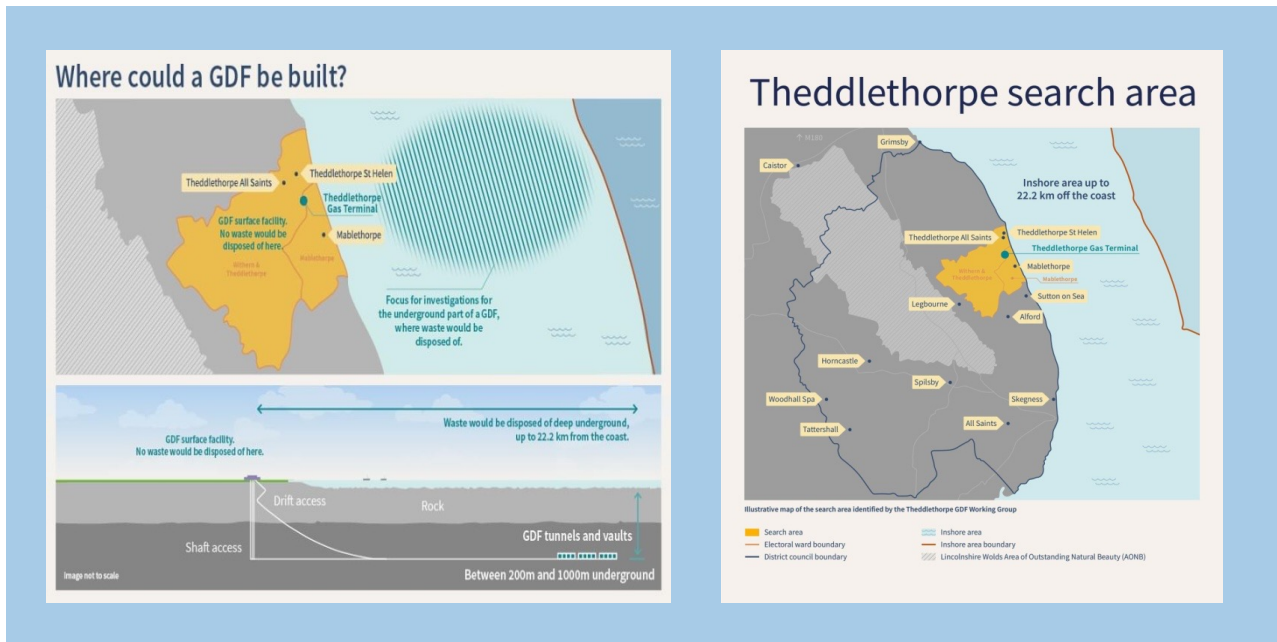 Where could a GDF be built?
Theddlethorpe All Saints
Theddlethorpe St Helen
Theddlethorpe
Gas Terminal
GDF surface facility.
No waste would be
disposed of here.
Mablethorpe
Withern &
Theddlethorpe
Mablethorpe
Focus for investigations for
the underground part of a GDF,
where waste would be
disposed of.
Waste would be disposed of deep underground,
up to 22.2 km from the coast.
GDF surface facility.
No waste would be disposed of here.
Drift access
Rock
Shaft access
GDF tunnels and vaults
Image not to scale
Between 200m and 1000m underground
Theddlethorpe search area
↑ M180
Grimsby
Caistor
Inshore area up to
22.2 km off the coast
Theddlethorpe St Helen
Theddlethorpe All Saints
Theddlethorpe Gas Terminal
Mablethorpe
Withern &
Theddlethorpe
Mablethorpe
Sutton on Sea
Legbourne
Alford
Horncastle
Spilsby
Woodhall Spa
Skegness
All Saints
Tattershall
Illustrative map of the search area identified by the Theddlethorpe GDF Working Group
Search area
Electoral ward boundary
District council boundary
Inshore area
Inshore area boundary
Lincolnshire Wolds Area of Outstanding Natural Beauty (AONB)